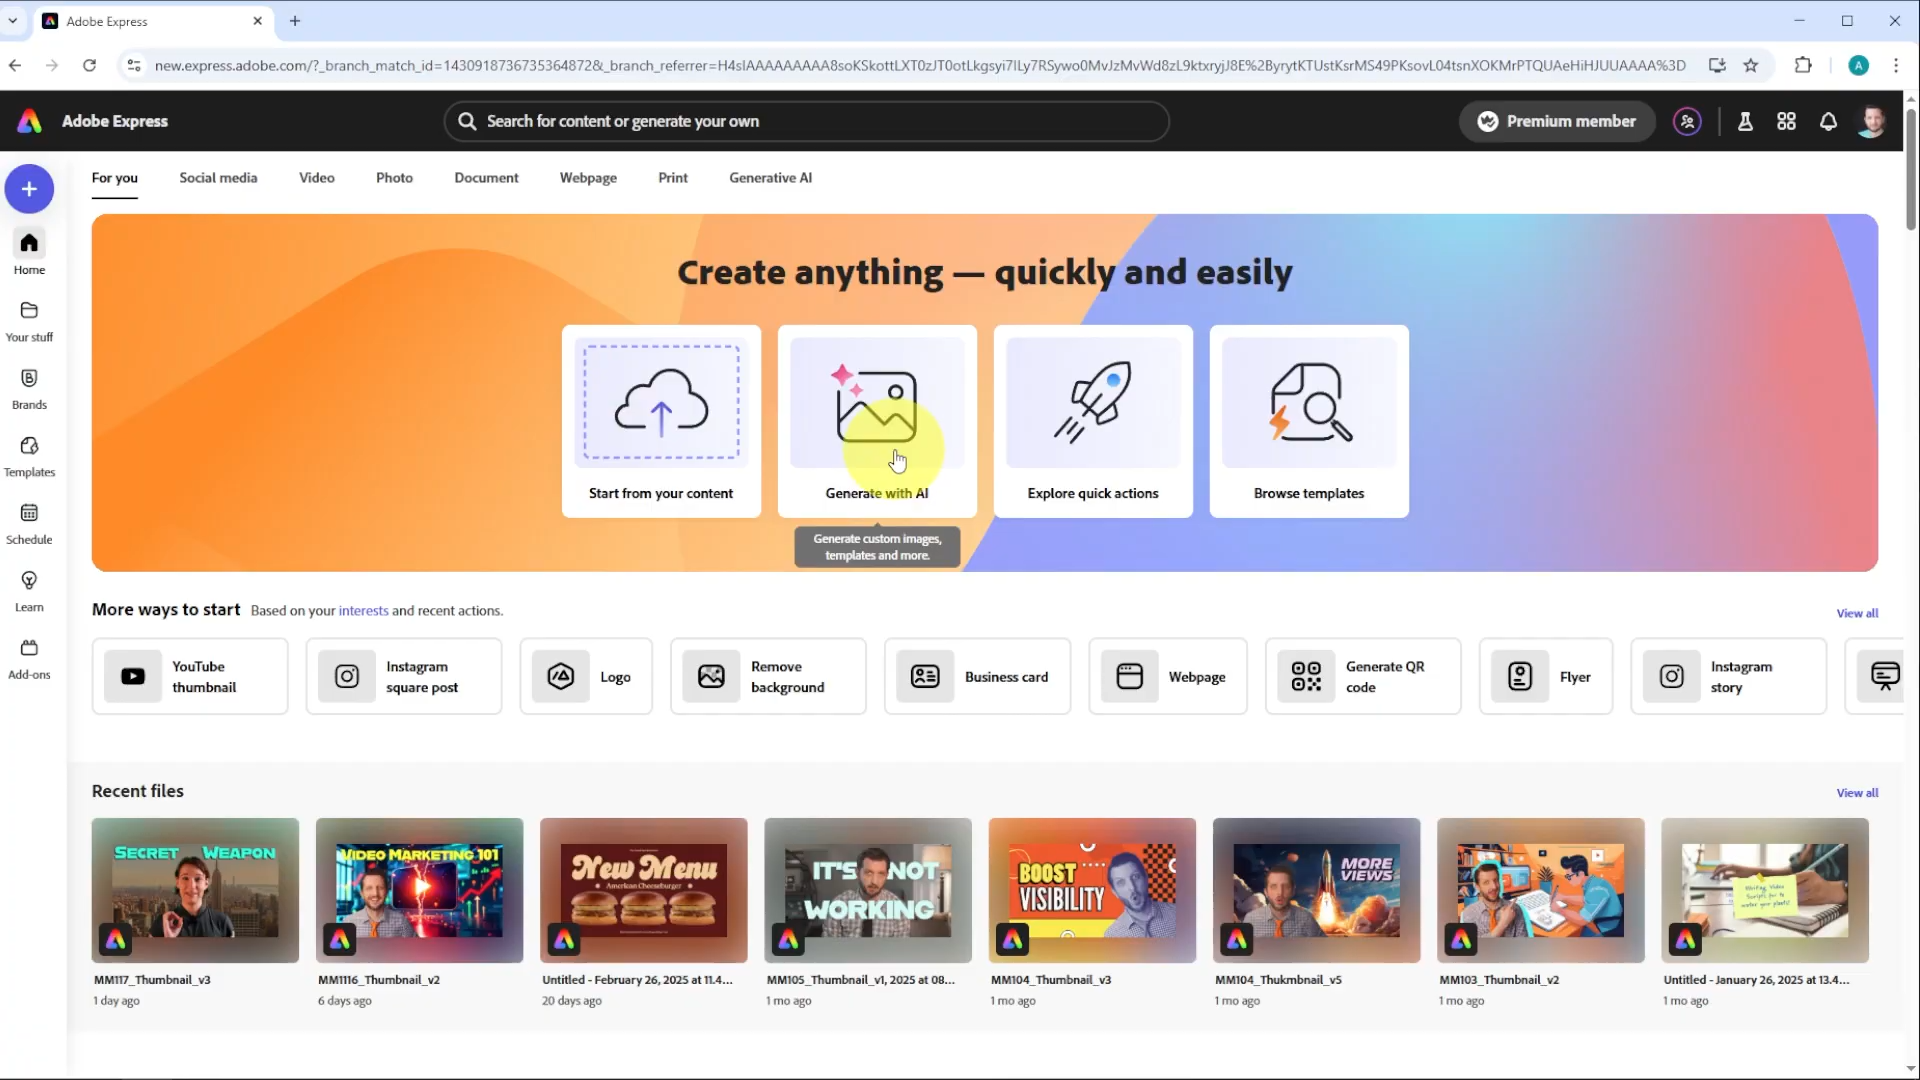 Adobe Express
new.express.adobe.com/?_branch_match_id=1430918736735364872&_branch_referrer=
Adobe Express
Search for content or generate your own
Premium member
For you
Social media
Video
Photo
Document
Webpage
Print
Generative AI
Home
Your stuff
Brands
Templates
Schedule
Learn
Add-ons
Create anything — quickly and easily
Start from your content
Generate with AI
Explore quick actions
Browse templates
Generate custom images,
templates and more.
More ways to start
Based on your interests and recent actions.
View all
YouTube
thumbnail
Instagram
square post
Logo
Remove
background
Business card
Webpage
Generate QR
code
Flyer
Instagram
story
Recent files
View all
SECRET WEAPON
VIDEO MARKETING 101
New Menu
American Cheeseburger
IT'S NOT
WORKING
BOOST
VISIBILITY
MORE
VIEWS
MM117_Thumbnail_v3
1 day ago
MM1116_Thumbnail_v2
6 days ago
Untitled - February 26, 2025 at 11.4...
20 days ago
MM105_Thumbnail_v1, 2025 at 08...
1 mo ago
MM104_Thumbnail_v3
1 mo ago
MM104_Thukmbnail_v5
1 mo ago
MM103_Thumbnail_v2
1 mo ago
Untitled - January 26, 2025 at 13.4...
1 mo ago